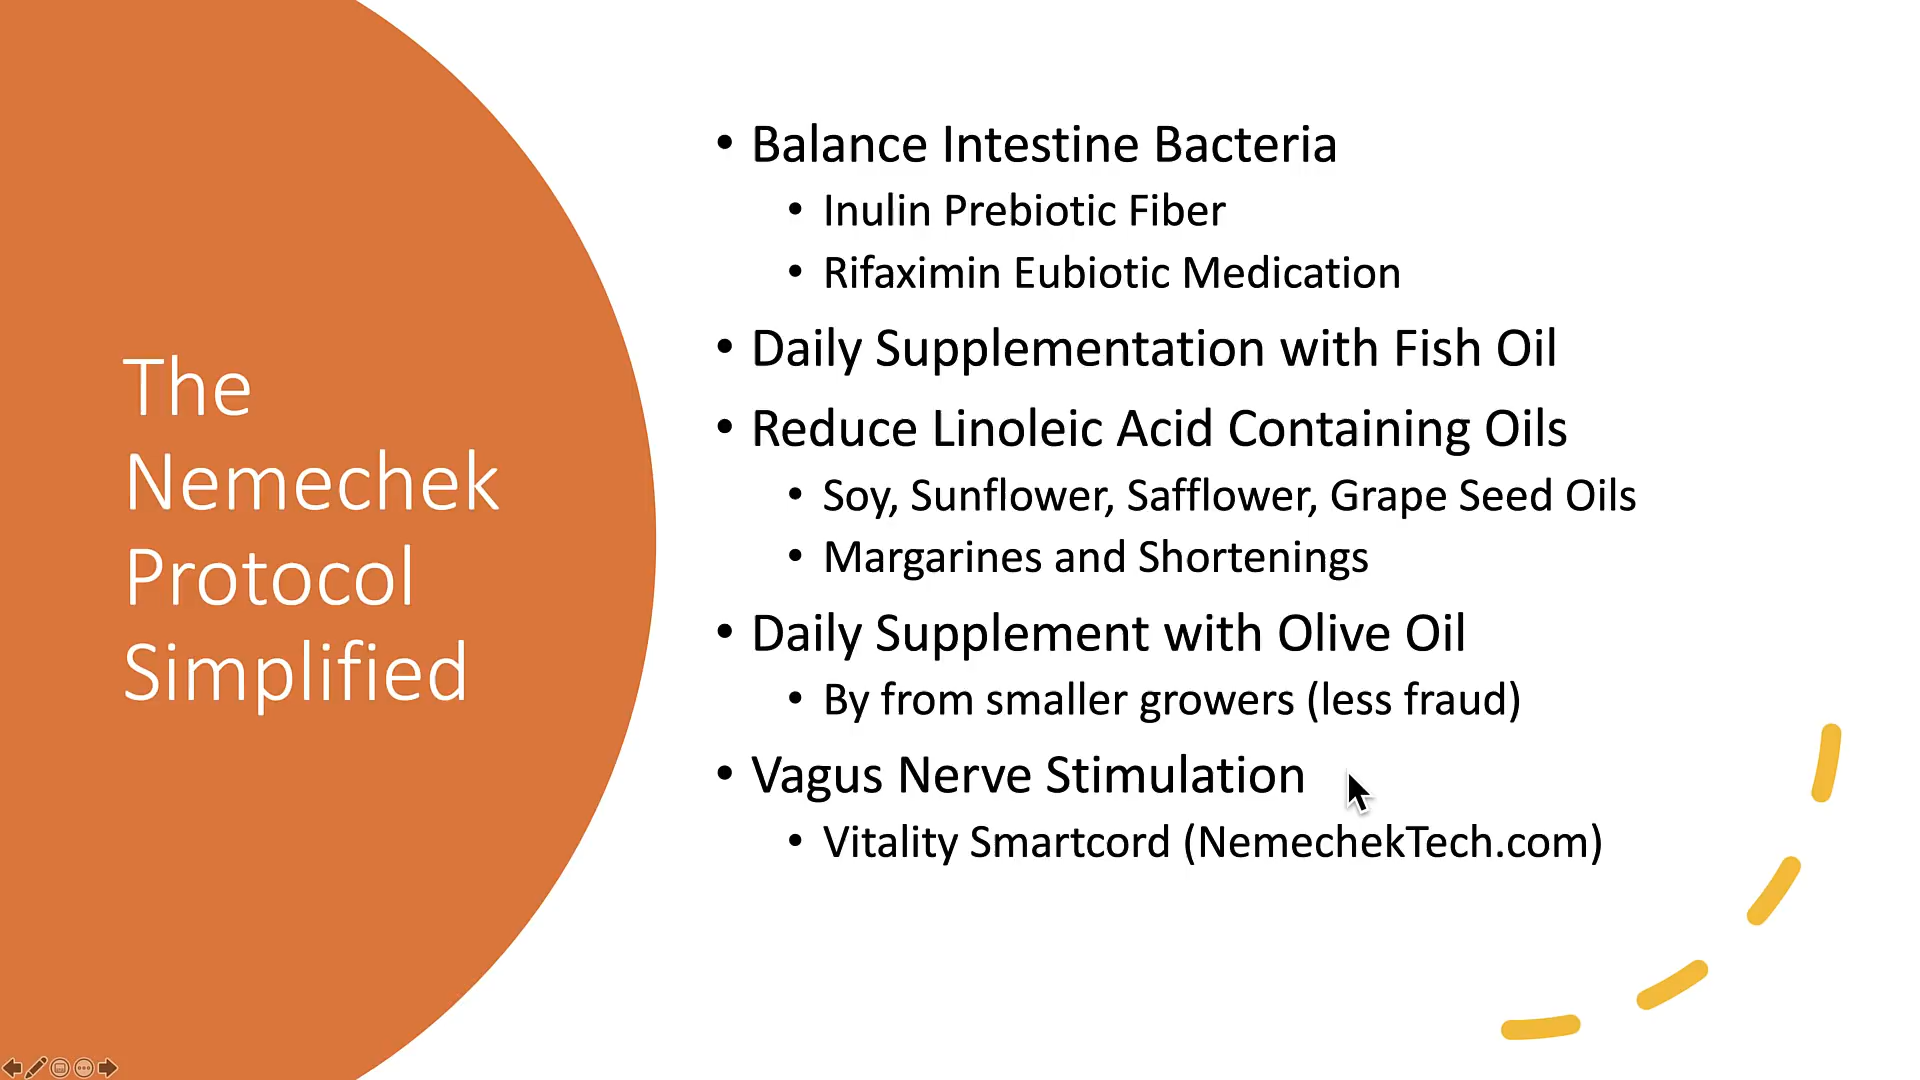 The
Nemechek
Protocol
Simplified
• Balance Intestine Bacteria
• Inulin Prebiotic Fiber
• Rifaximin Eubiotic Medication
• Daily Supplementation with Fish Oil
• Reduce Linoleic Acid Containing Oils
• Soy, Sunflower, Safflower, Grape Seed Oils
• Margarines and Shortenings
• Daily Supplement with Olive Oil
• By from smaller growers (less fraud)
• Vagus Nerve Stimulation
• Vitality Smartcord (NemechekTech.com)